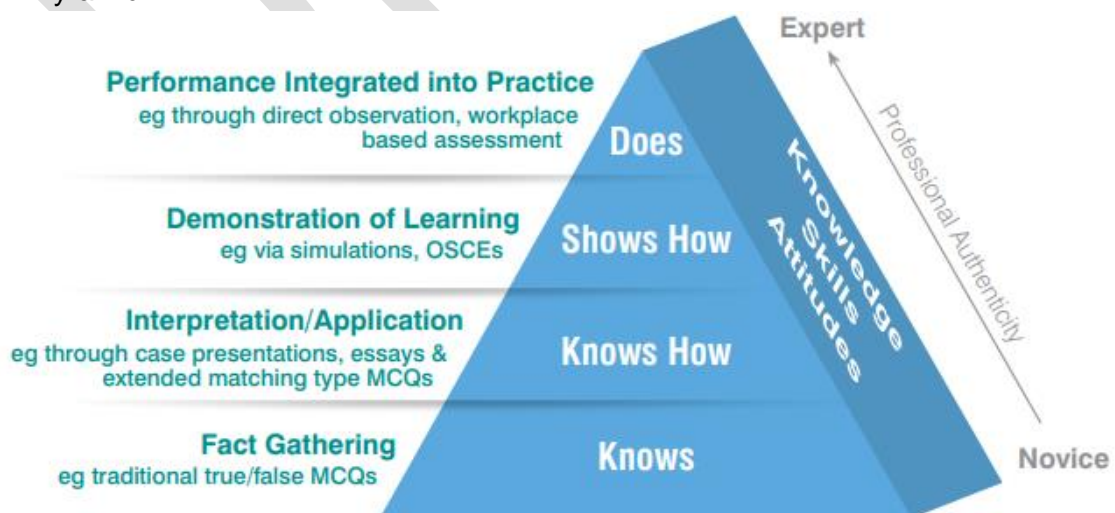 Expert
Performance Integrated into Practice
eg through direct observation, workplace
based assessment
Does
Demonstration of Learning
eg via simulations, OSCEs
Shows How
Interpretation/Application
eg through case presentations, essays &
extended matching type MCQs
Knows How
Fact Gathering
eg traditional true/false MCQs
Knows
Knowledge
Skills
Attitudes
Professional Authenticity
Novice